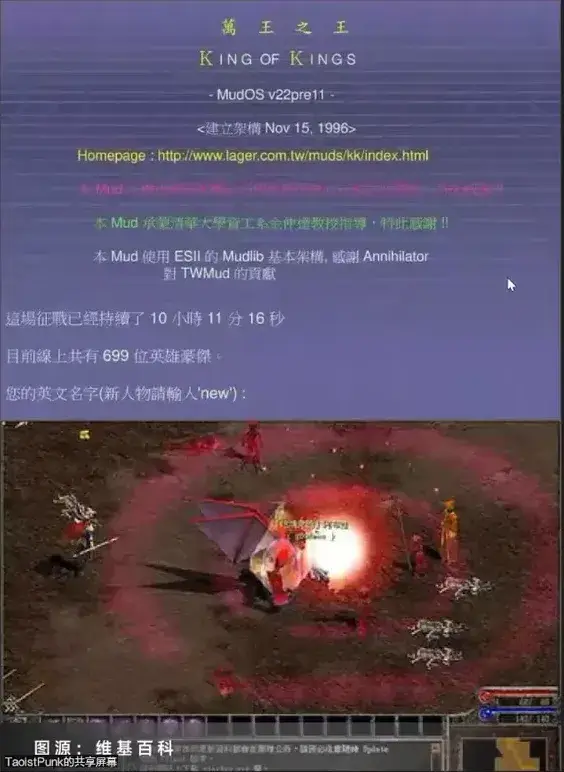 萬 王 之 王
KING OF KINGS
- MudOS v22pre11 -
<建立架構 Nov 15, 1996>
Homepage : http://www.lager.com.tw/muds/kk/index.html
本 Mud
本 Mud 承蒙清華大學資工系金仲達教授指導，特此感謝 !!
本 Mud 使用 ESII 的 Mudlib 基本架構, 感謝 Annihilator
對 TWMud 的貢獻
這場征戰已經持續了 10 小時 11 分 16 秒
目前線上共有 699 位英雄豪傑。
您的英文名字(新人物請輸入'new') :
图源：维基百科
TaoistPunk的共享屏幕